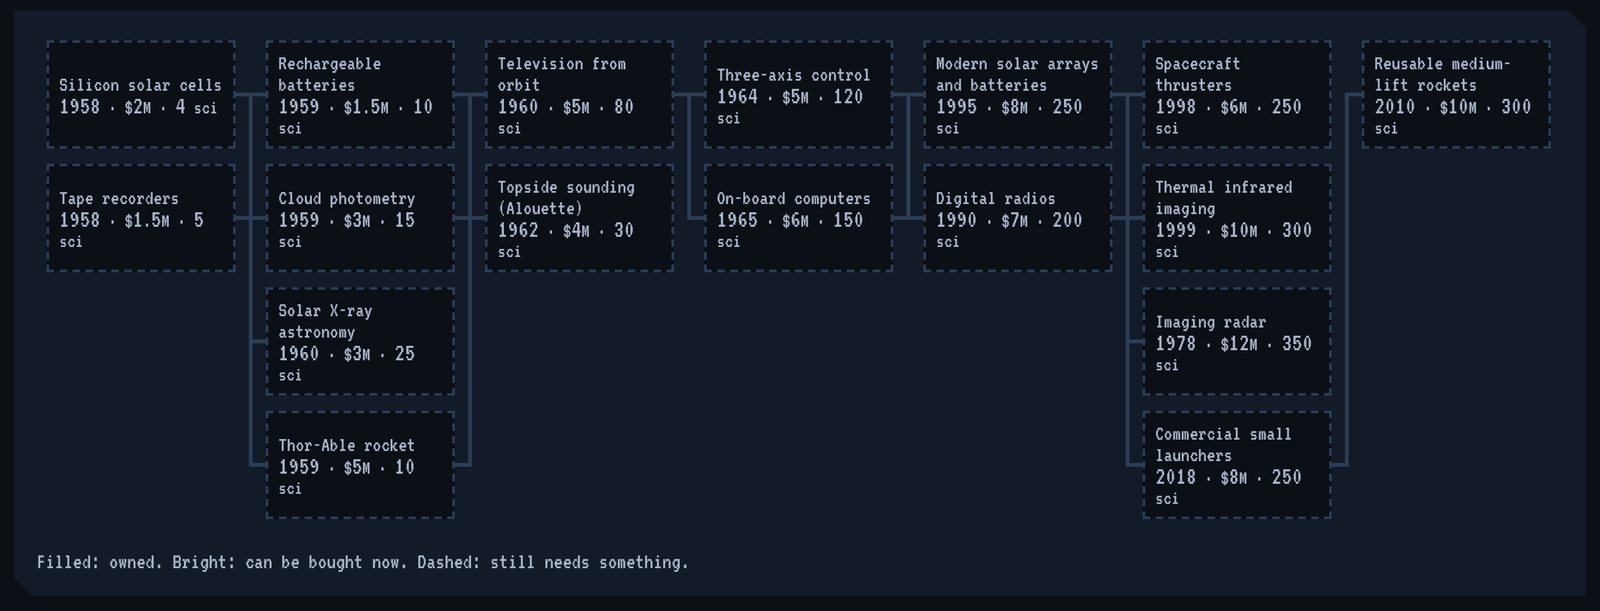 Silicon solar cells
1958 · $2M · 4 sci
Tape recorders
1958 · $1.5M · 5
sci
Rechargeable
batteries
1959 · $1.5M · 10
sci
Cloud photometry
1959 · $3M · 15
sci
Solar X-ray
astronomy
1960 · $3M · 25
sci
Thor-Able rocket
1959 · $5M · 10
sci
Television from
orbit
1960 · $5M · 80
sci
Topside sounding
(Alouette)
1962 · $4M · 30
sci
Three-axis control
1964 · $5M · 120
sci
On-board computers
1965 · $6M · 150
sci
Modern solar arrays
and batteries
1995 · $8M · 250
sci
Digital radios
1990 · $7M · 200
sci
Spacecraft
thrusters
1998 · $6M · 250
sci
Thermal infrared
imaging
1999 · $10M · 300
sci
Imaging radar
1978 · $12M · 350
sci
Commercial small
launchers
2018 · $8M · 250
sci
Reusable medium-
lift rockets
2010 · $10M · 300
sci
Filled: owned. Bright: can be bought now. Dashed: still needs something.